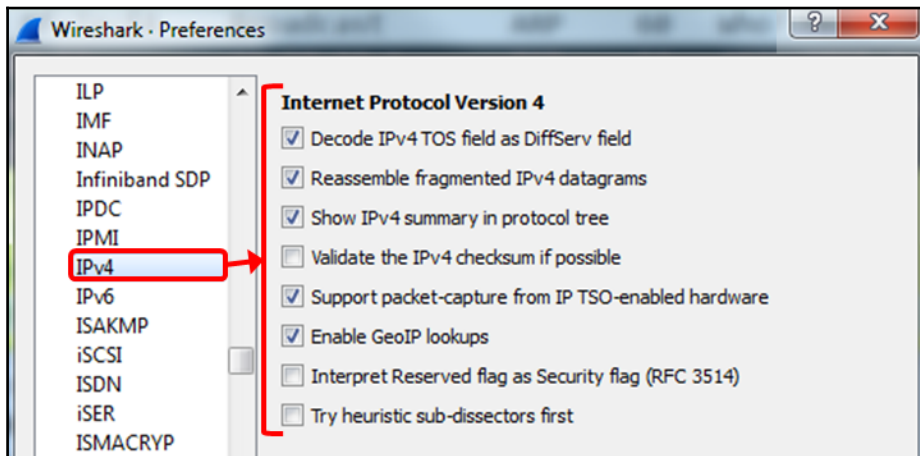 Wireshark · Preferences
ILP
IMF
INAP
Infiniband SDP
IPDC
IPMI
IPv4
IPv6
ISAKMP
iSCSI
ISDN
iSER
ISMACRYP
Internet Protocol Version 4
Decode IPv4 TOS field as DiffServ field
Reassemble fragmented IPv4 datagrams
Show IPv4 summary in protocol tree
Validate the IPv4 checksum if possible
Support packet-capture from IP TSO-enabled hardware
Enable GeoIP lookups
Interpret Reserved flag as Security flag (RFC 3514)
Try heuristic sub-dissectors first